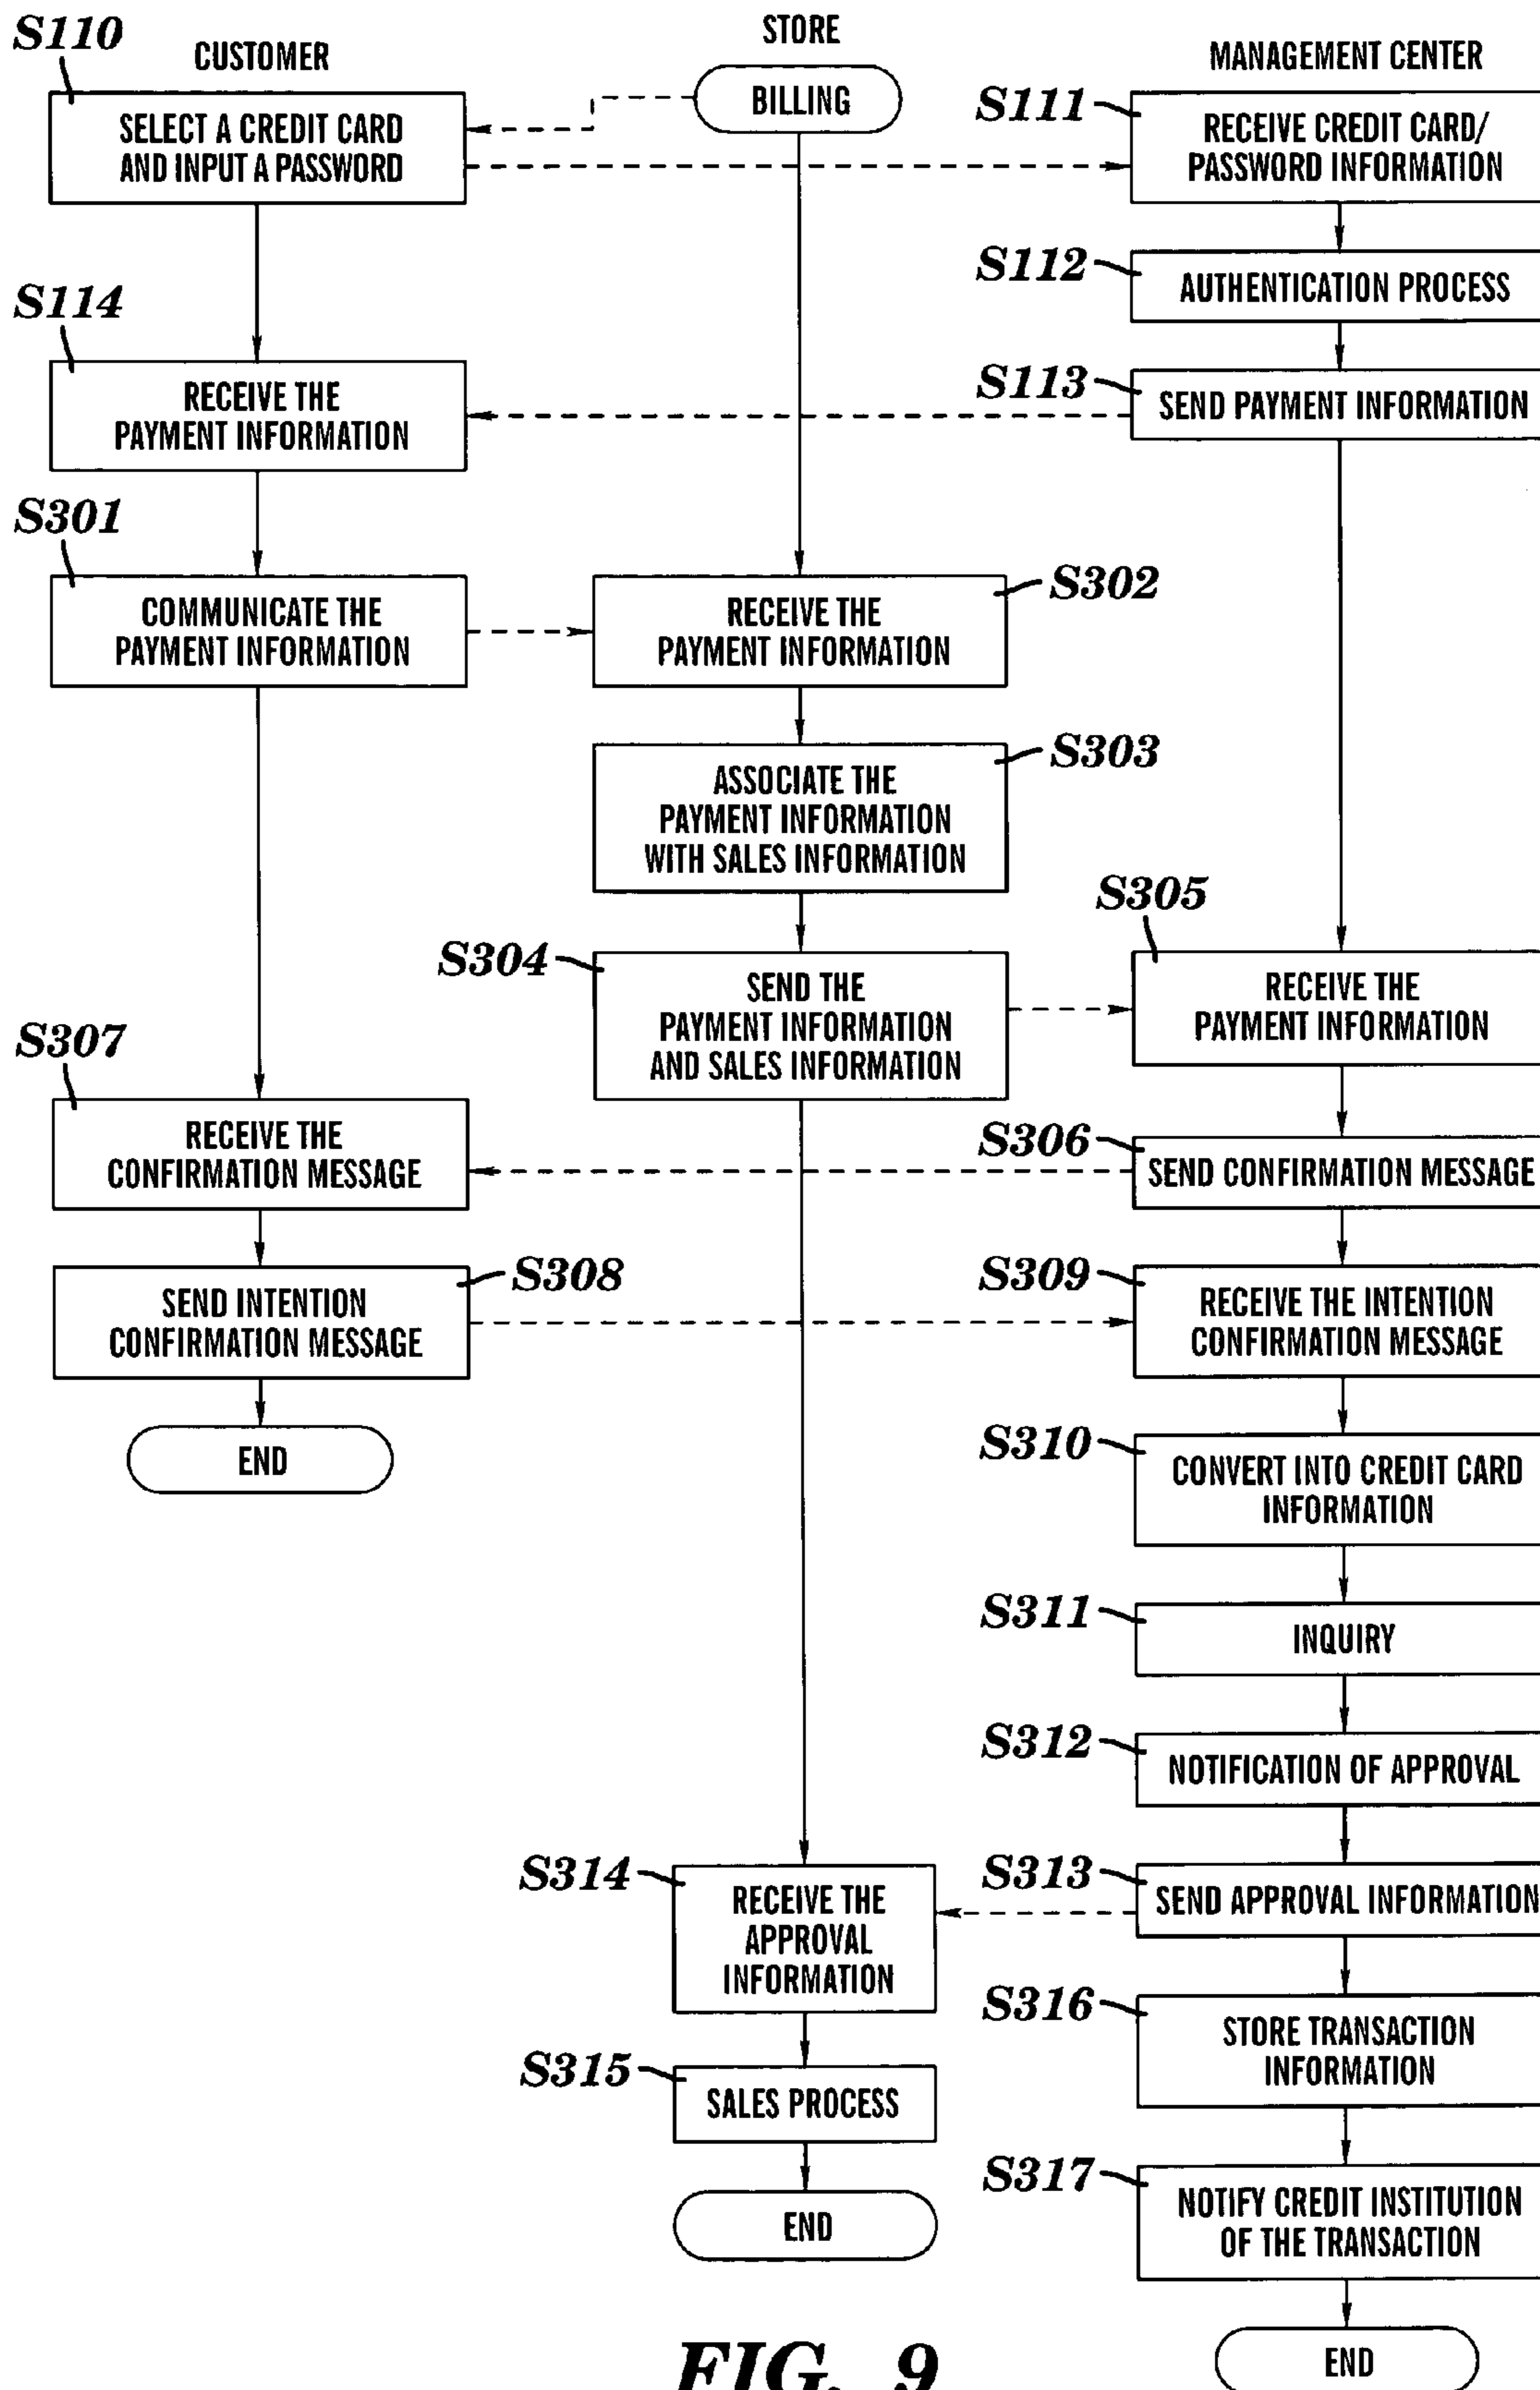 S110
CUSTOMER
STORE
MANAGEMENT CENTER
BILLING
SELECT A CREDIT CARD
AND INPUT A PASSWORD
S111
RECEIVE CREDIT CARD/
PASSWORD INFORMATION
S112
AUTHENTICATION PROCESS
S114
RECEIVE THE
PAYMENT INFORMATION
S113
SEND PAYMENT INFORMATION
S301
COMMUNICATE THE
PAYMENT INFORMATION
RECEIVE THE
PAYMENT INFORMATION
S302
ASSOCIATE THE
PAYMENT INFORMATION
WITH SALES INFORMATION
S303
S304
SEND THE
PAYMENT INFORMATION
AND SALES INFORMATION
S305
RECEIVE THE
PAYMENT INFORMATION
S307
RECEIVE THE
CONFIRMATION MESSAGE
S306
SEND CONFIRMATION MESSAGE
SEND INTENTION
CONFIRMATION MESSAGE
S308
S309
RECEIVE THE INTENTION
CONFIRMATION MESSAGE
END
S310
CONVERT INTO CREDIT CARD
INFORMATION
S311
INQUIRY
S312
NOTIFICATION OF APPROVAL
S314
RECEIVE THE
APPROVAL
INFORMATION
S313
SEND APPROVAL INFORMATION
S316
STORE TRANSACTION
INFORMATION
S315
SALES PROCESS
S317
NOTIFY CREDIT INSTITUTION
OF THE TRANSACTION
END
END
FIG. 9